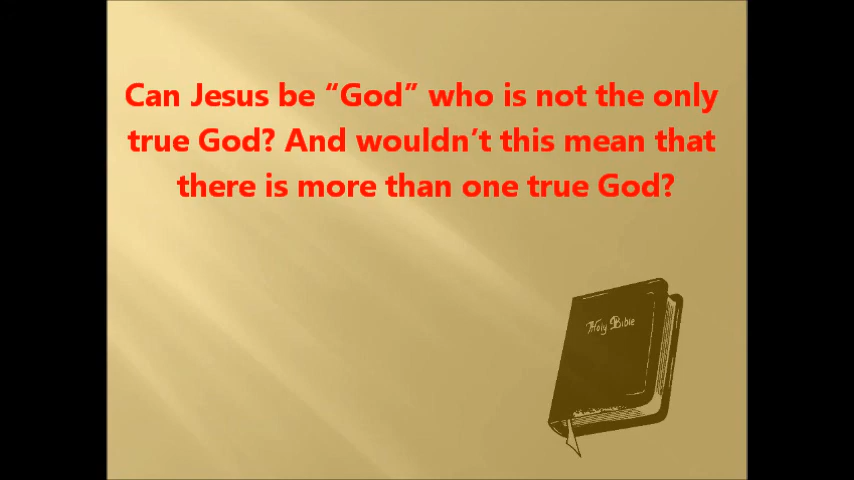 Can Jesus be “God” who is not the only
true God? And wouldn’t this mean that
there is more than one true God?
Holy Bible